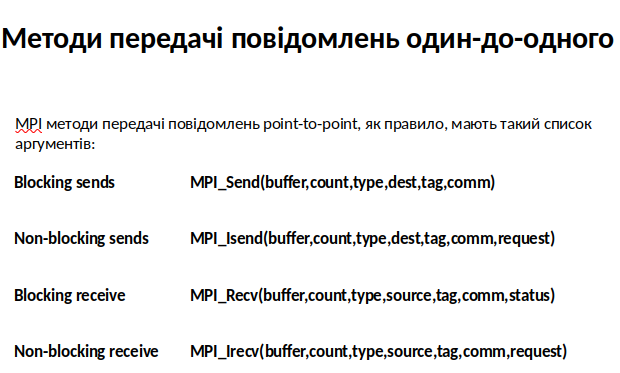 Методи передачі повідомлень один-до-одного
MPI методи передачі повідомлень point-to-point, як правило, мають такий список
аргументів:
Blocking sends MPI_Send(buffer,count,type,dest,tag,comm)
Non-blocking sends MPI_Isend(buffer,count,type,dest,tag,comm,request)
Blocking receive MPI_Recv(buffer,count,type,source,tag,comm,status)
Non-blocking receive MPI_Irecv(buffer,count,type,source,tag,comm,request)